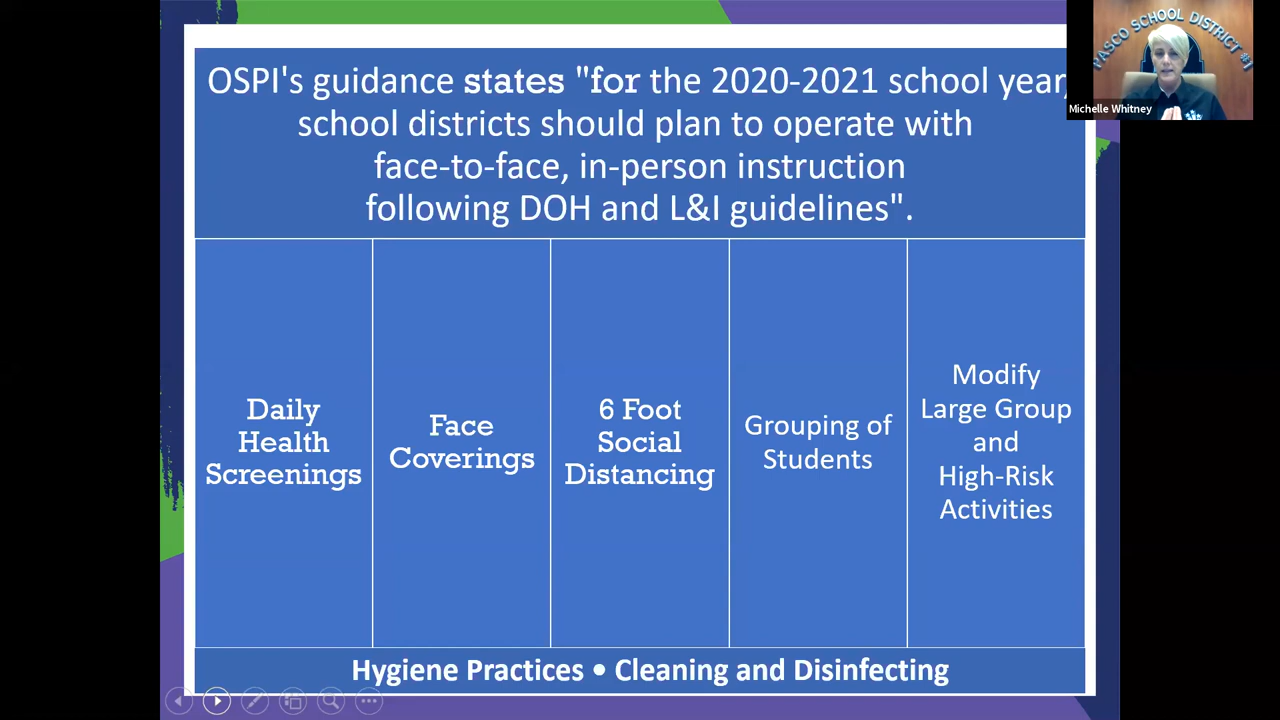 OSPI's guidance states "for the 2020-2021 school year,
school districts should plan to operate with
face-to-face, in-person instruction
following DOH and L&I guidelines".
Daily
Health
Screenings
Face
Coverings
6 Foot
Social
Distancing
Grouping of
Students
Modify
Large Group
and
High-Risk
Activities
Hygiene Practices • Cleaning and Disinfecting
PASCO SCHOOL DISTRICT #1
Michelle Whitney